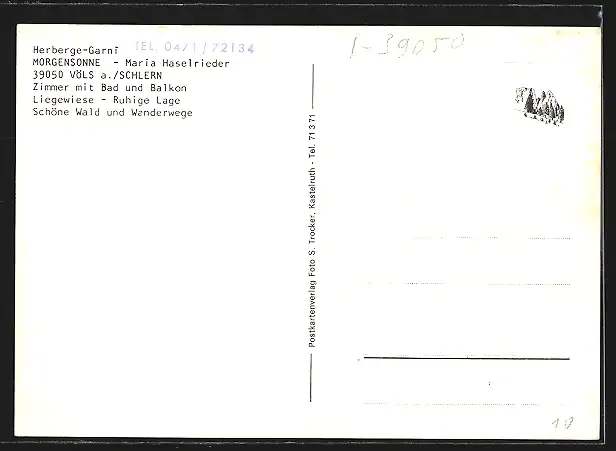 Herberge-Garni TEL. 0471/72134
MORGENSONNE - Maria Haselrieder
39050 VÖLS a./SCHLERN
Zimmer mit Bad und Balkon
Liegewiese - Ruhige Lage
Schöne Wald und Wanderwege
I-39050
Postkartenverlag Foto S. Trocker, Kastelruth - Tel. 71371
10